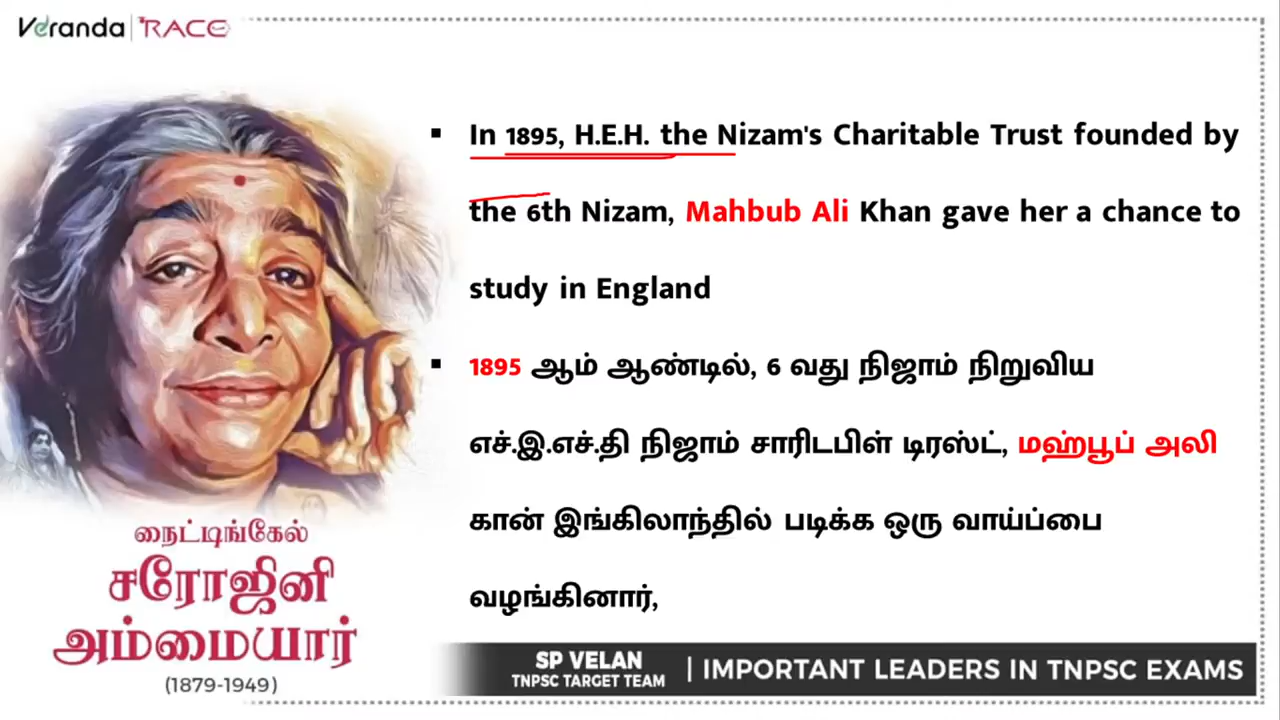 Veranda RACE
In 1895, H.E.H. the Nizam's Charitable Trust founded by
the 6th Nizam, Mahbub Ali Khan gave her a chance to
study in England
1895 ஆம் ஆண்டில், 6 வது நிஜாம் நிறுவிய
எச்.இ.எச்.தி நிஜாம் சாரிடபிள் டிரஸ்ட், மஹ்பூப் அலி
கான் இங்கிலாந்தில் படிக்க ஒரு வாய்ப்பை
வழங்கினார்,
நைட்டிங்கேல்
சரோஜினி
அம்மையார்
(1879-1949)
SP VELAN
TNPSC TARGET TEAM
IMPORTANT LEADERS IN TNPSC EXAMS